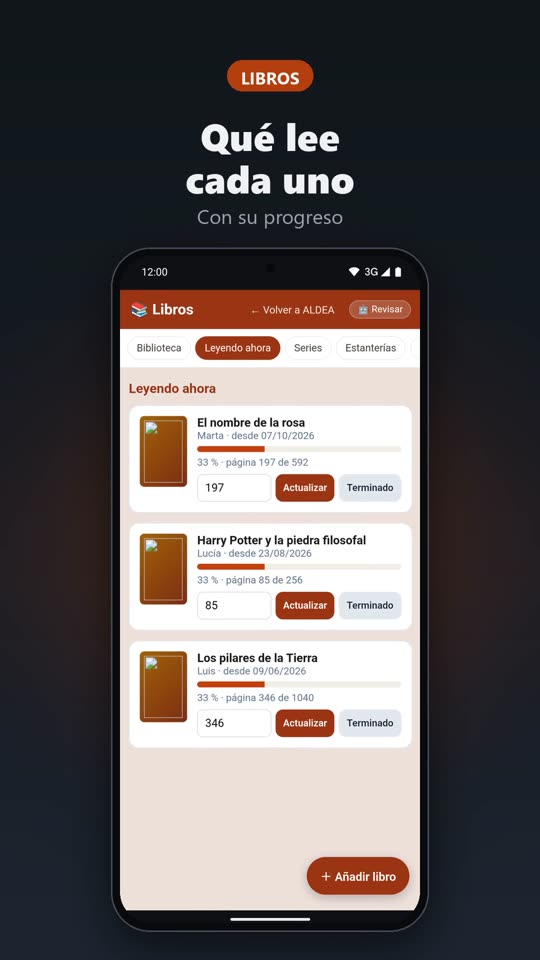 LIBROS
Qué lee
cada uno
Con su progreso
12:00
3G
📚 Libros
← Volver a ALDEA
🤖 Revisar
Biblioteca
Leyendo ahora
Series
Estanterías
Leyendo ahora
El nombre de la rosa
Marta · desde 07/10/2026
33 % · página 197 de 592
197
Actualizar
Terminado
Harry Potter y la piedra filosofal
Lucía · desde 23/08/2026
33 % · página 85 de 256
85
Actualizar
Terminado
Los pilares de la Tierra
Luis · desde 09/06/2026
33 % · página 346 de 1040
346
Actualizar
Terminado
+ Añadir libro